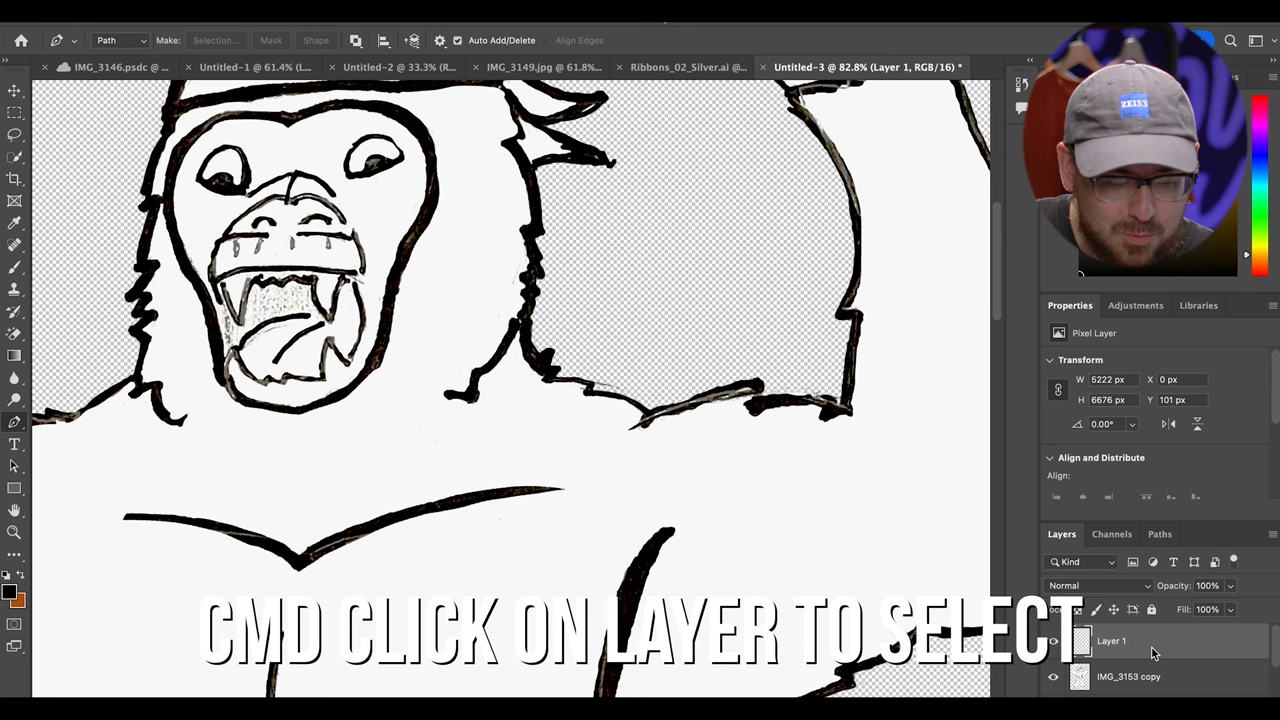 Path Make: Selection... Mask Shape Auto Add/Delete Align Edges
IMG_3146.psdc @ ... Untitled-1 @ 61.4% (L... Untitled-2 @ 33.3% (R... IMG_3149.jpg @ 61.8%... Ribbons_02_Silver.ai @... Untitled-3 @ 82.8% (Layer 1, RGB/16) *
ZEISS
Properties Adjustments Libraries
Pixel Layer
Transform
W 5222 px X 0 px
H 6676 px Y 101 px
0.00°
Align and Distribute
Align:
Layers Channels Paths
Kind
Normal Opacity: 100%
Fill: 100%
Layer 1
IMG_3153 copy
CMD CLICK ON LAYER TO SELECT